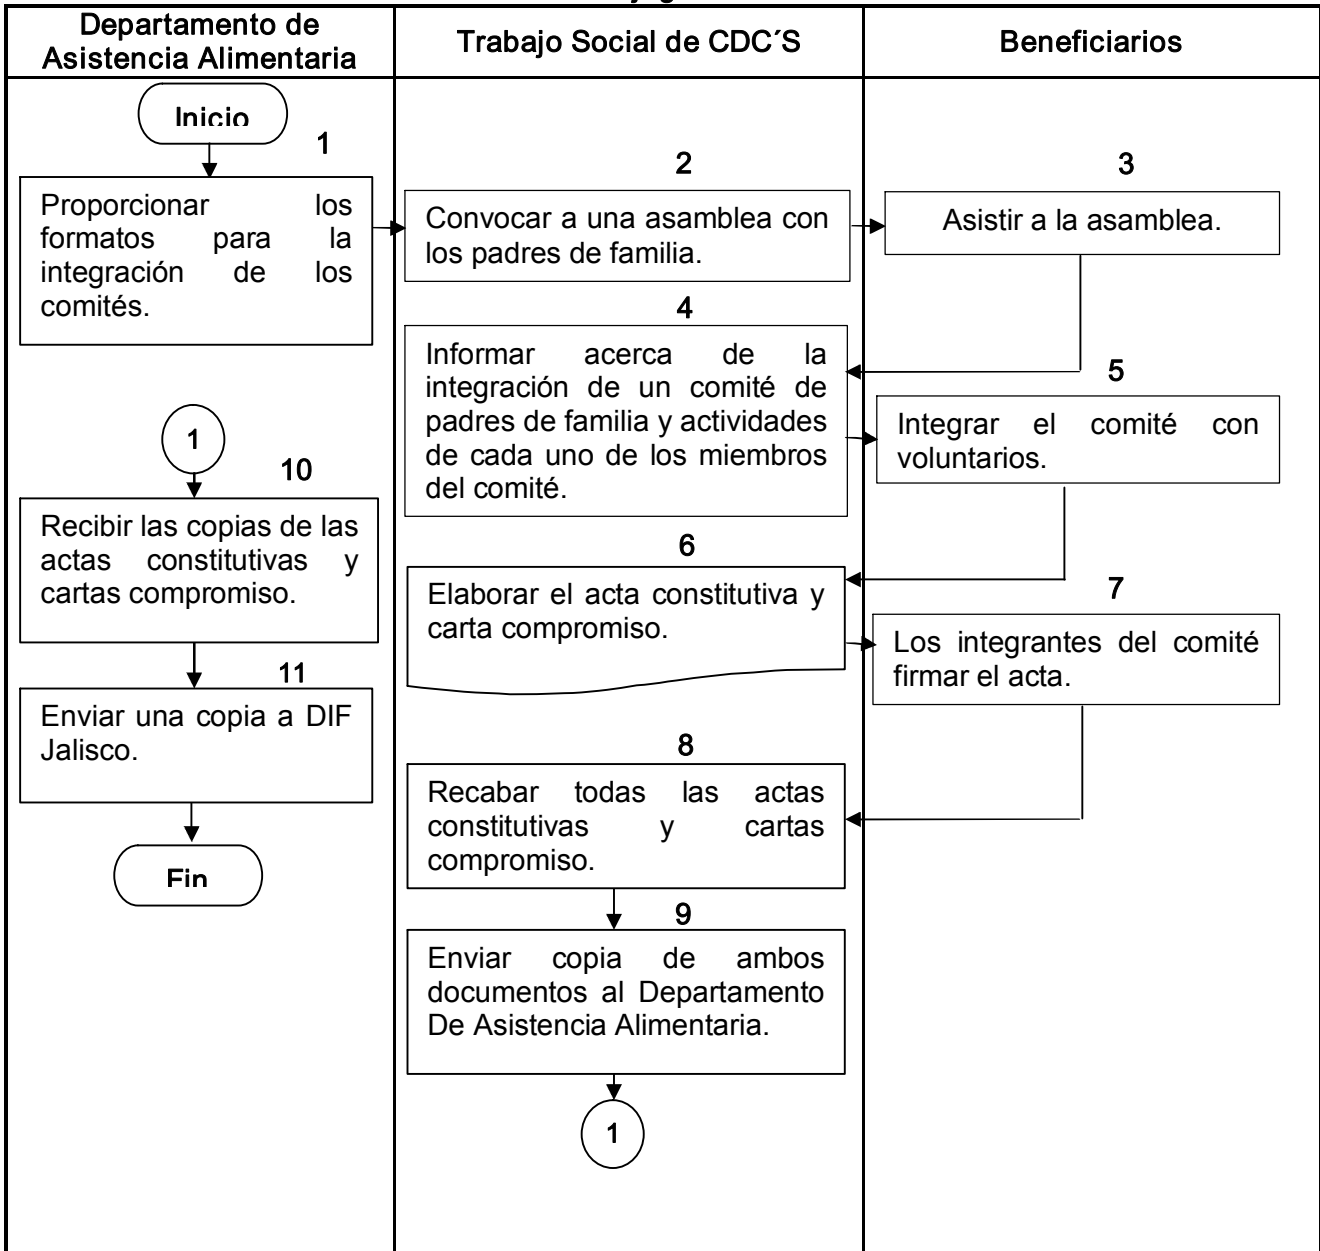 Departamento de
Asistencia Alimentaria
Trabajo Social de CDC´S
Beneficiarios
Inicio
1
Proporcionar los
formatos para la
integración de los
comités.
2
Convocar a una asamblea con
los padres de familia.
3
Asistir a la asamblea.
4
Informar acerca de la
integración de un comité de
padres de familia y actividades
de cada uno de los miembros
del comité.
5
Integrar el comité con
voluntarios.
6
Elaborar el acta constitutiva y
carta compromiso.
7
Los integrantes del comité
firmar el acta.
8
Recabar todas las actas
constitutivas y cartas
compromiso.
9
Enviar copia de ambos
documentos al Departamento
De Asistencia Alimentaria.
1
1
10
Recibir las copias de las
actas constitutivas y
cartas compromiso.
11
Enviar una copia a DIF
Jalisco.
Fin